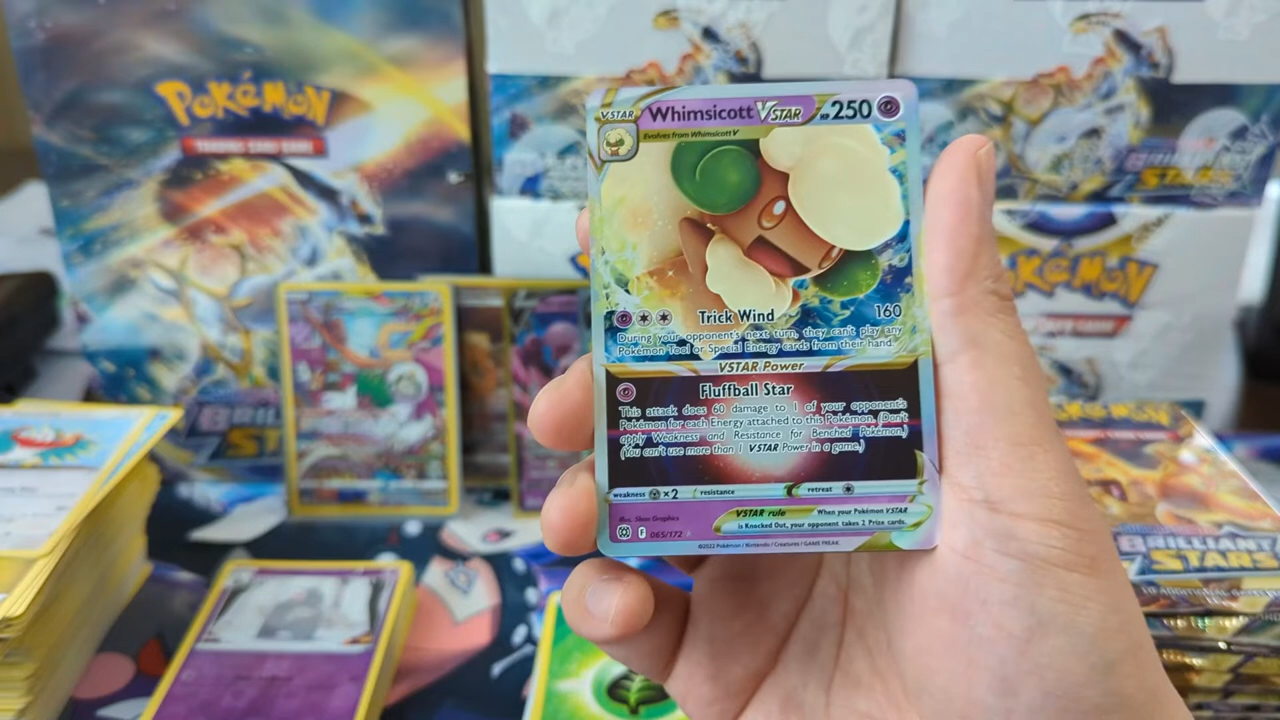 POKÉMON
TRADING CARD GAME
VSTAR Whimsicott VSTAR HP 250
Evolves from Whimsicott V
Trick Wind 160
During your opponent's next turn, they can't play any
Pokémon Tool or Special Energy cards from their hand.
VSTAR Power
Fluffball Star
This attack does 60 damage to 1 of your opponent's
Pokémon for each Energy attached to this Pokémon. (Don't
apply Weakness and Resistance for Benched Pokémon.)
(You can't use more than 1 VSTAR Power in a game.)
weakness ×2 resistance retreat
VSTAR rule When your Pokémon VSTAR
is Knocked Out, your opponent takes 2 Prize cards.
Illus. 5ban Graphics
F 065/172
©2022 Pokémon / Nintendo / Creatures / GAME FREAK
BRILLIANT
STARS
POKÉMON
POKÉMON
BRILLIANT
STARS